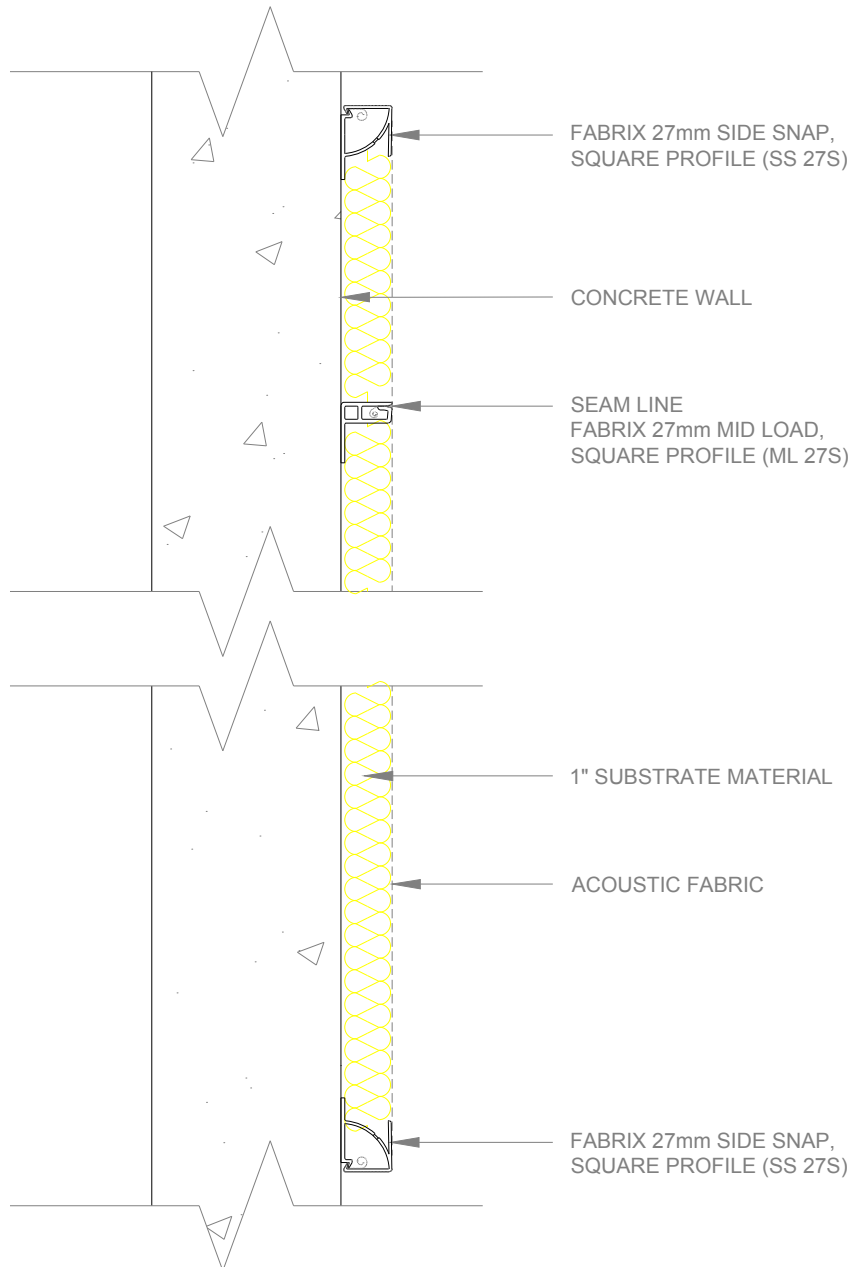 FABRIX 27mm SIDE SNAP,
SQUARE PROFILE (SS 27S)
CONCRETE WALL
SEAM LINE
FABRIX 27mm MID LOAD,
SQUARE PROFILE (ML 27S)
1" SUBSTRATE MATERIAL
ACOUSTIC FABRIC
FABRIX 27mm SIDE SNAP,
SQUARE PROFILE (SS 27S)